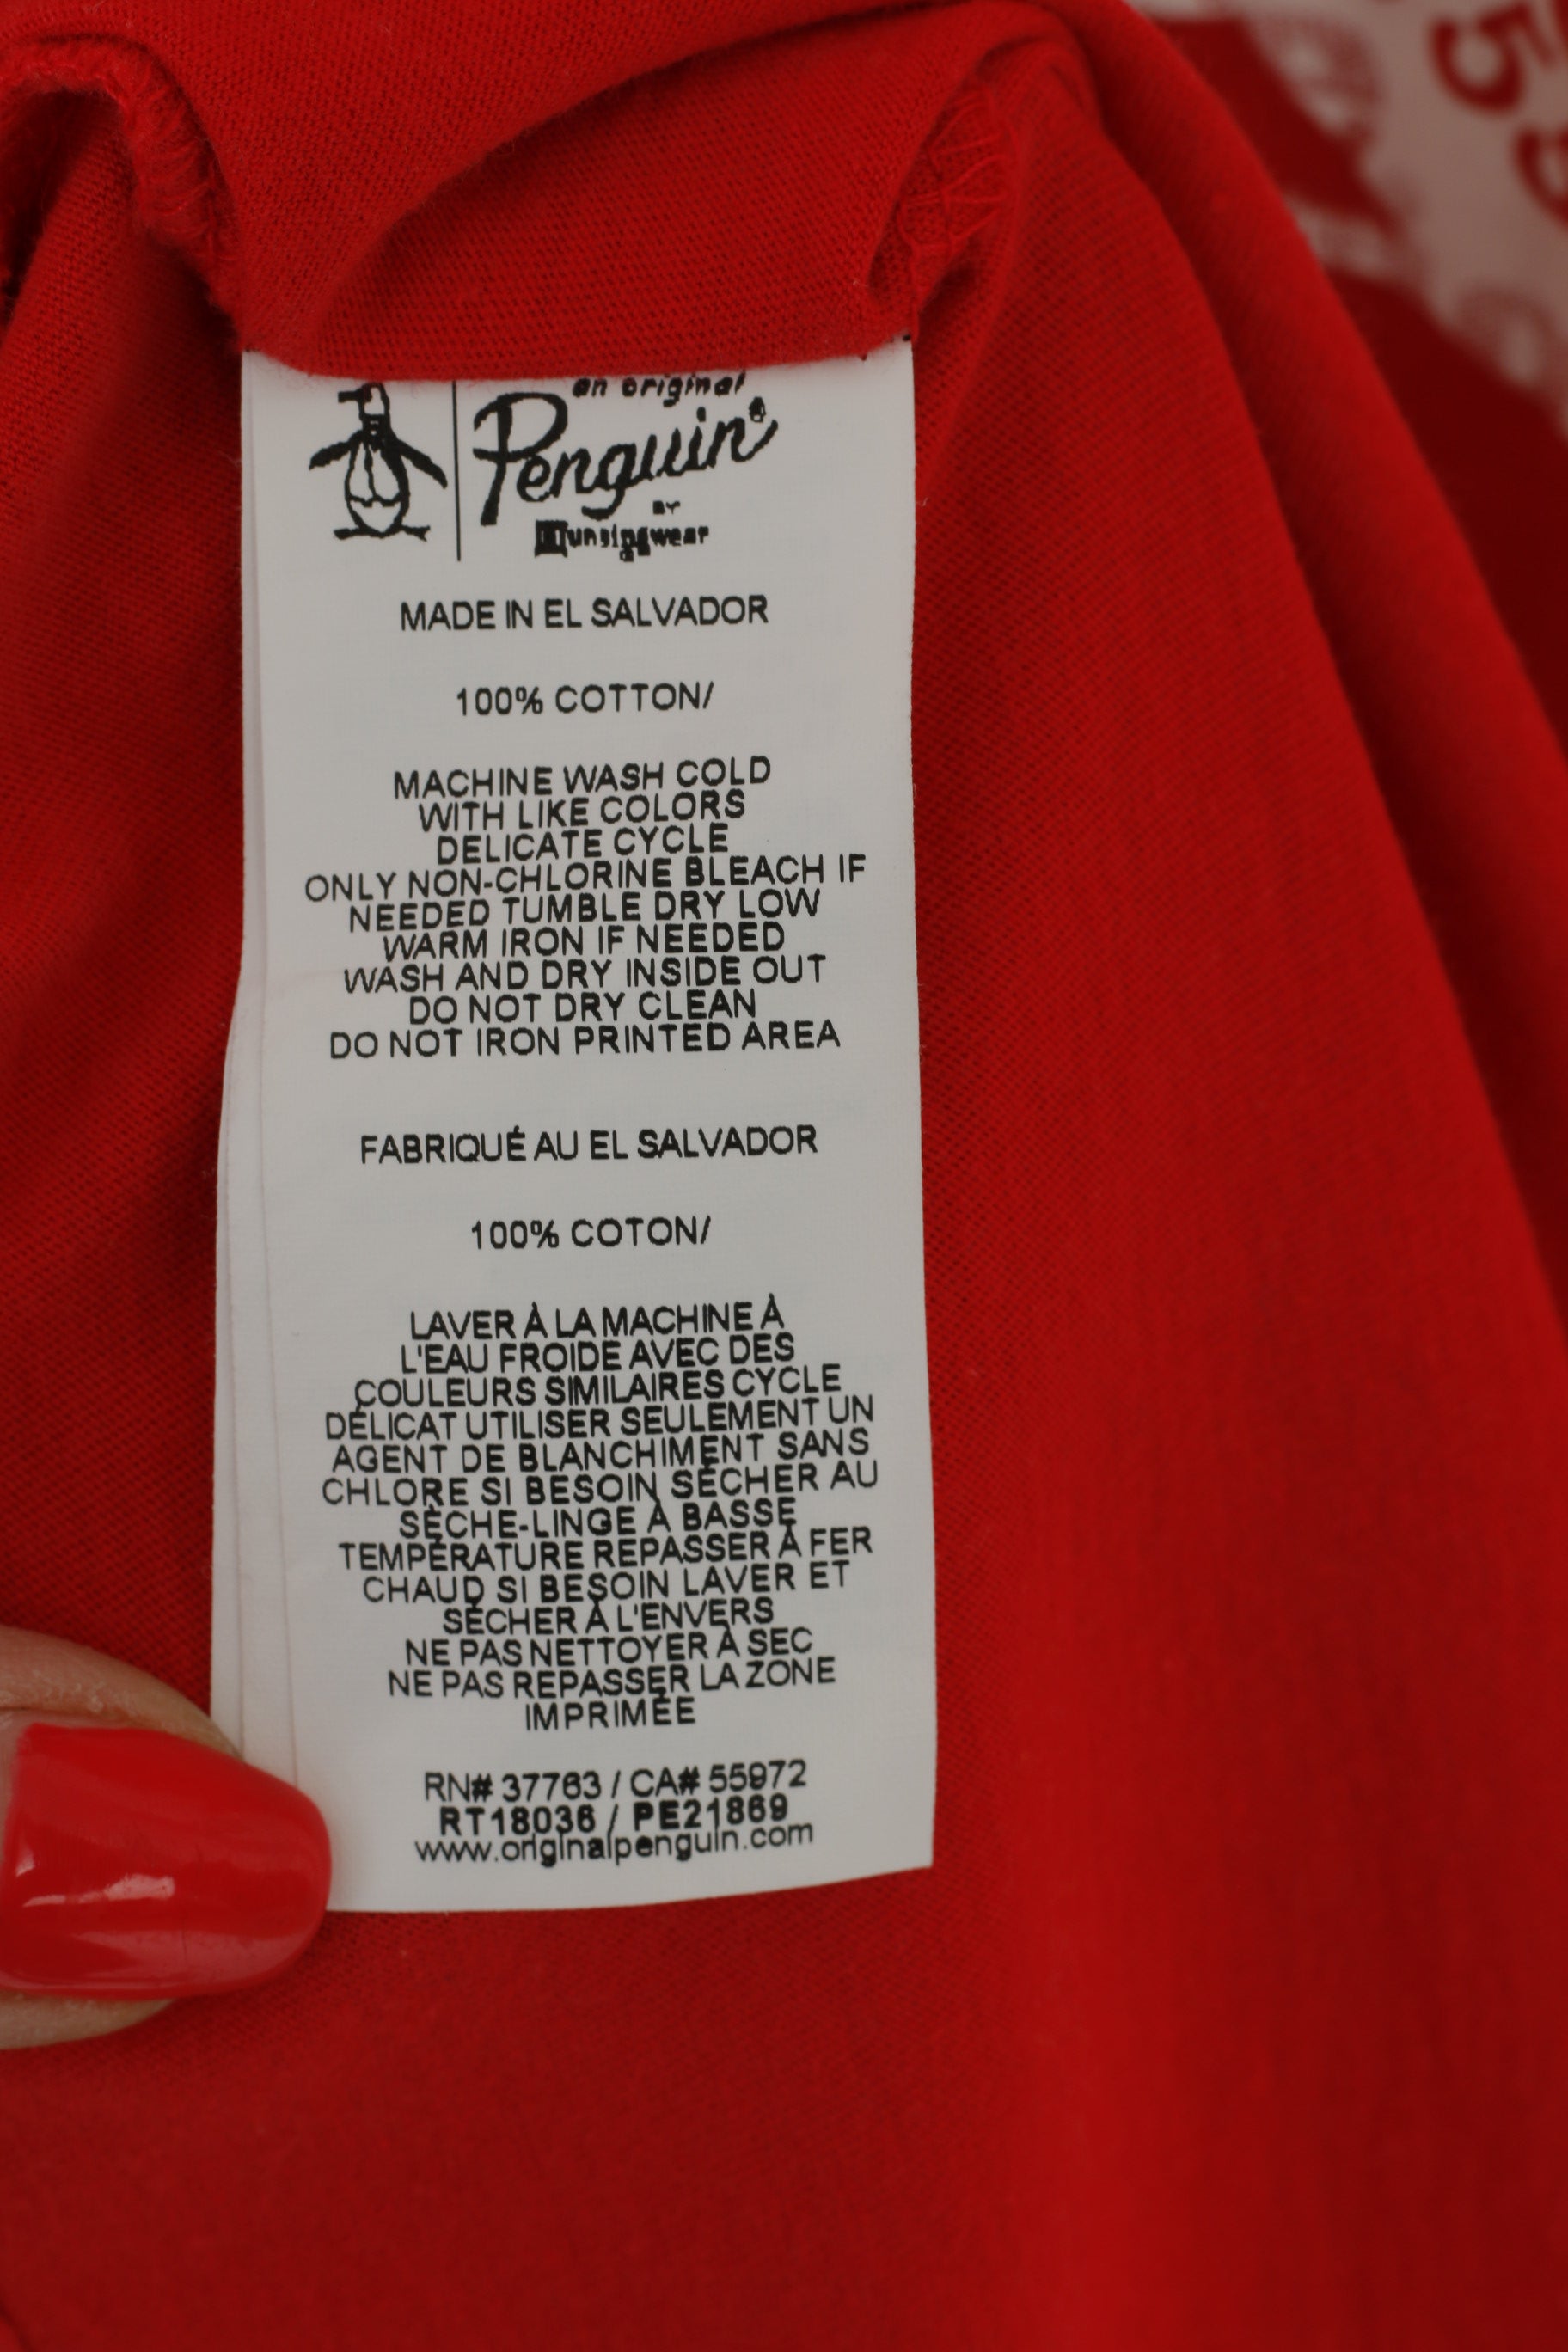 an original
Penguin®
BY
Munsingwear
MADE IN EL SALVADOR
100% COTTON/
MACHINE WASH COLD
WITH LIKE COLORS
DELICATE CYCLE
ONLY NON-CHLORINE BLEACH IF
NEEDED TUMBLE DRY LOW
WARM IRON IF NEEDED
WASH AND DRY INSIDE OUT
DO NOT DRY CLEAN
DO NOT IRON PRINTED AREA
FABRIQUÉ AU EL SALVADOR
100% COTON/
LAVER À LA MACHINE À
L'EAU FROIDE AVEC DES
COULEURS SIMILAIRES CYCLE
DÉLICAT UTILISER SEULEMENT UN
AGENT DE BLANCHIMENT SANS
CHLORE SI BESOIN SÉCHER AU
SÈCHE-LINGE À BASSE
TEMPÉRATURE REPASSER À FER
CHAUD SI BESOIN LAVER ET
SÉCHER À L'ENVERS
NE PAS NETTOYER À SEC
NE PAS REPASSER LA ZONE
IMPRIMÉE
RN# 37763 / CA# 55972
RT18036 / PE21869
www.originalpenguin.com